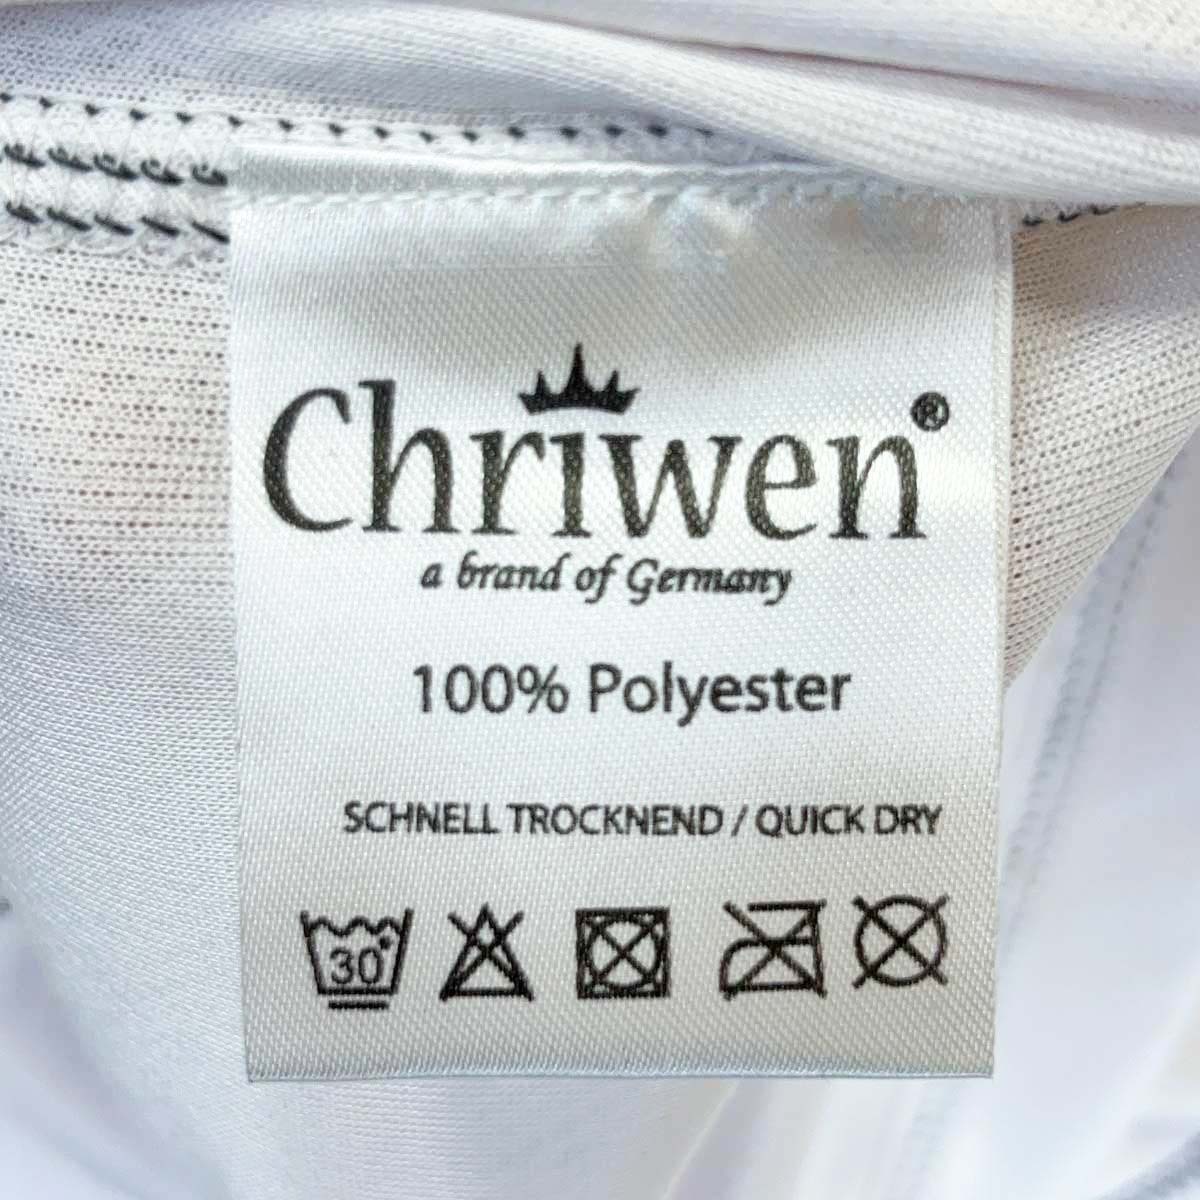 Chriwen®
a brand of Germany
100% Polyester
SCHNELL TROCKNEND / QUICK DRY
30°